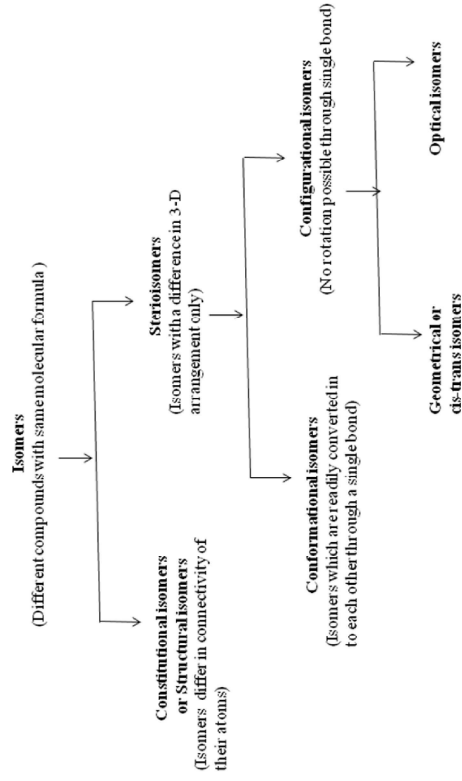 Isomers
(Different compounds with same molecular formula )
Constitutional isomers
or Structural isomers
(Isomers differ in connectivity of
their atoms)
Sterioisomers
(Isomers with a difference in 3-D
arrangement only)
Conformational isomers
(Isomers which are readily converted in
to each other through a single bond)
Configurational isomers
(No rotation possible through single bond)
Geometrical or
cis-trans isomers
Optical isomers